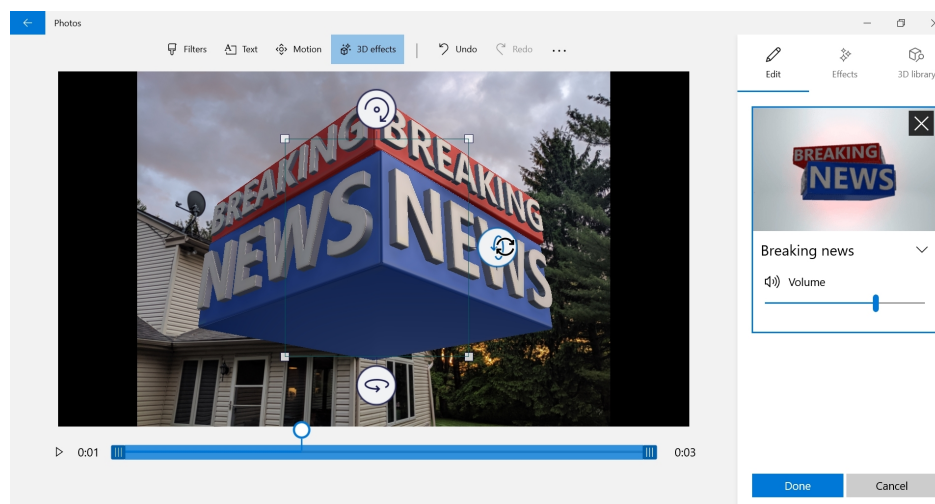 Photos
Filters Text Motion 3D effects Undo Redo
Edit Effects 3D library
BREAKING BREAKING
NEWS NEWS
BREAKING
NEWS
Breaking news
Volume
0:01 0:03
Done Cancel